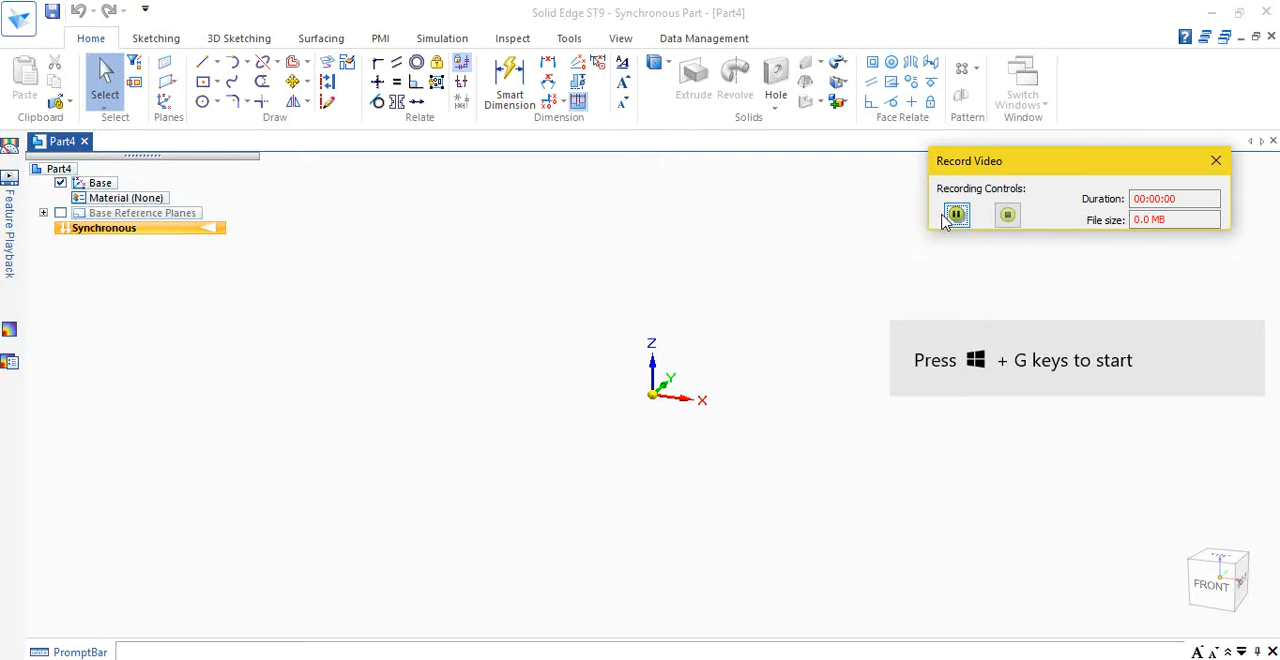 Solid Edge ST9 - Synchronous Part - [Part4]
Home Sketching 3D Sketching Surfacing PMI Simulation Inspect Tools View Data Management
Paste
Clipboard
Select
Select
Planes
Draw
Relate
Smart Dimension
Dimension
Extrude Revolve Hole
Solids
Face Relate
Pattern
Switch Windows
Window
Part4
Part4
Base
Material (None)
Base Reference Planes
Synchronous
Feature Playback
Record Video
Recording Controls:
Duration: 00:00:00
File size: 0.0 MB
Press + G keys to start
Z
Y
X
FRONT
PromptBar